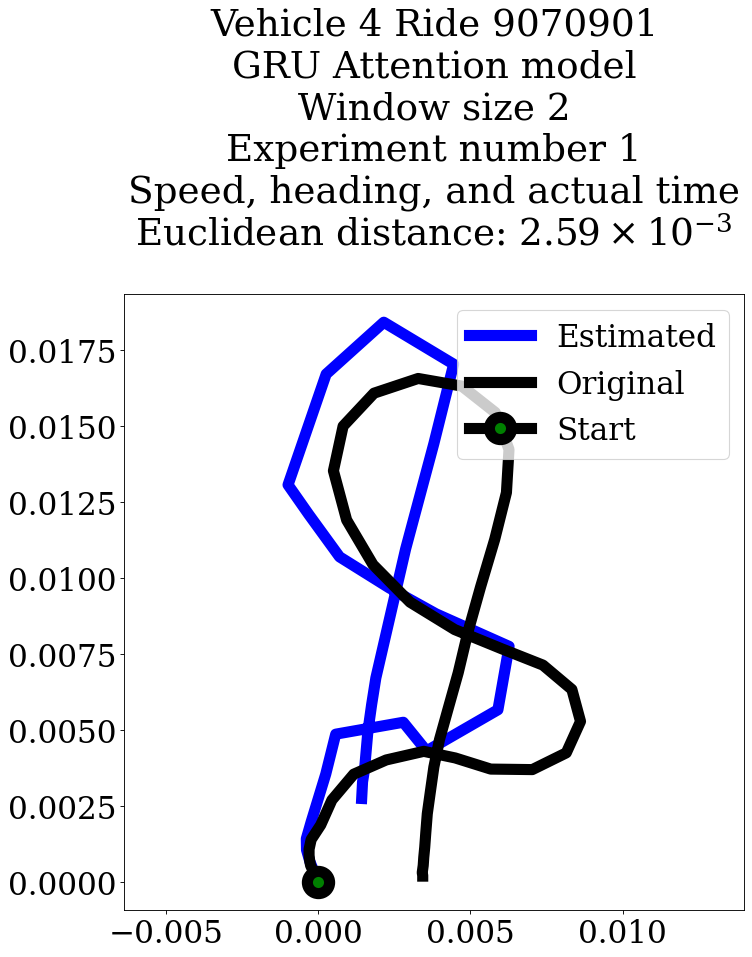 Vehicle 4 Ride 9070901
GRU Attention model
Window size 2
Experiment number 1
Speed, heading, and actual time
Euclidean distance: 2.59 × 10⁻³
Estimated
Original
Start
0.0175
0.0150
0.0125
0.0100
0.0075
0.0050
0.0025
0.0000
−0.005 0.000 0.005 0.010